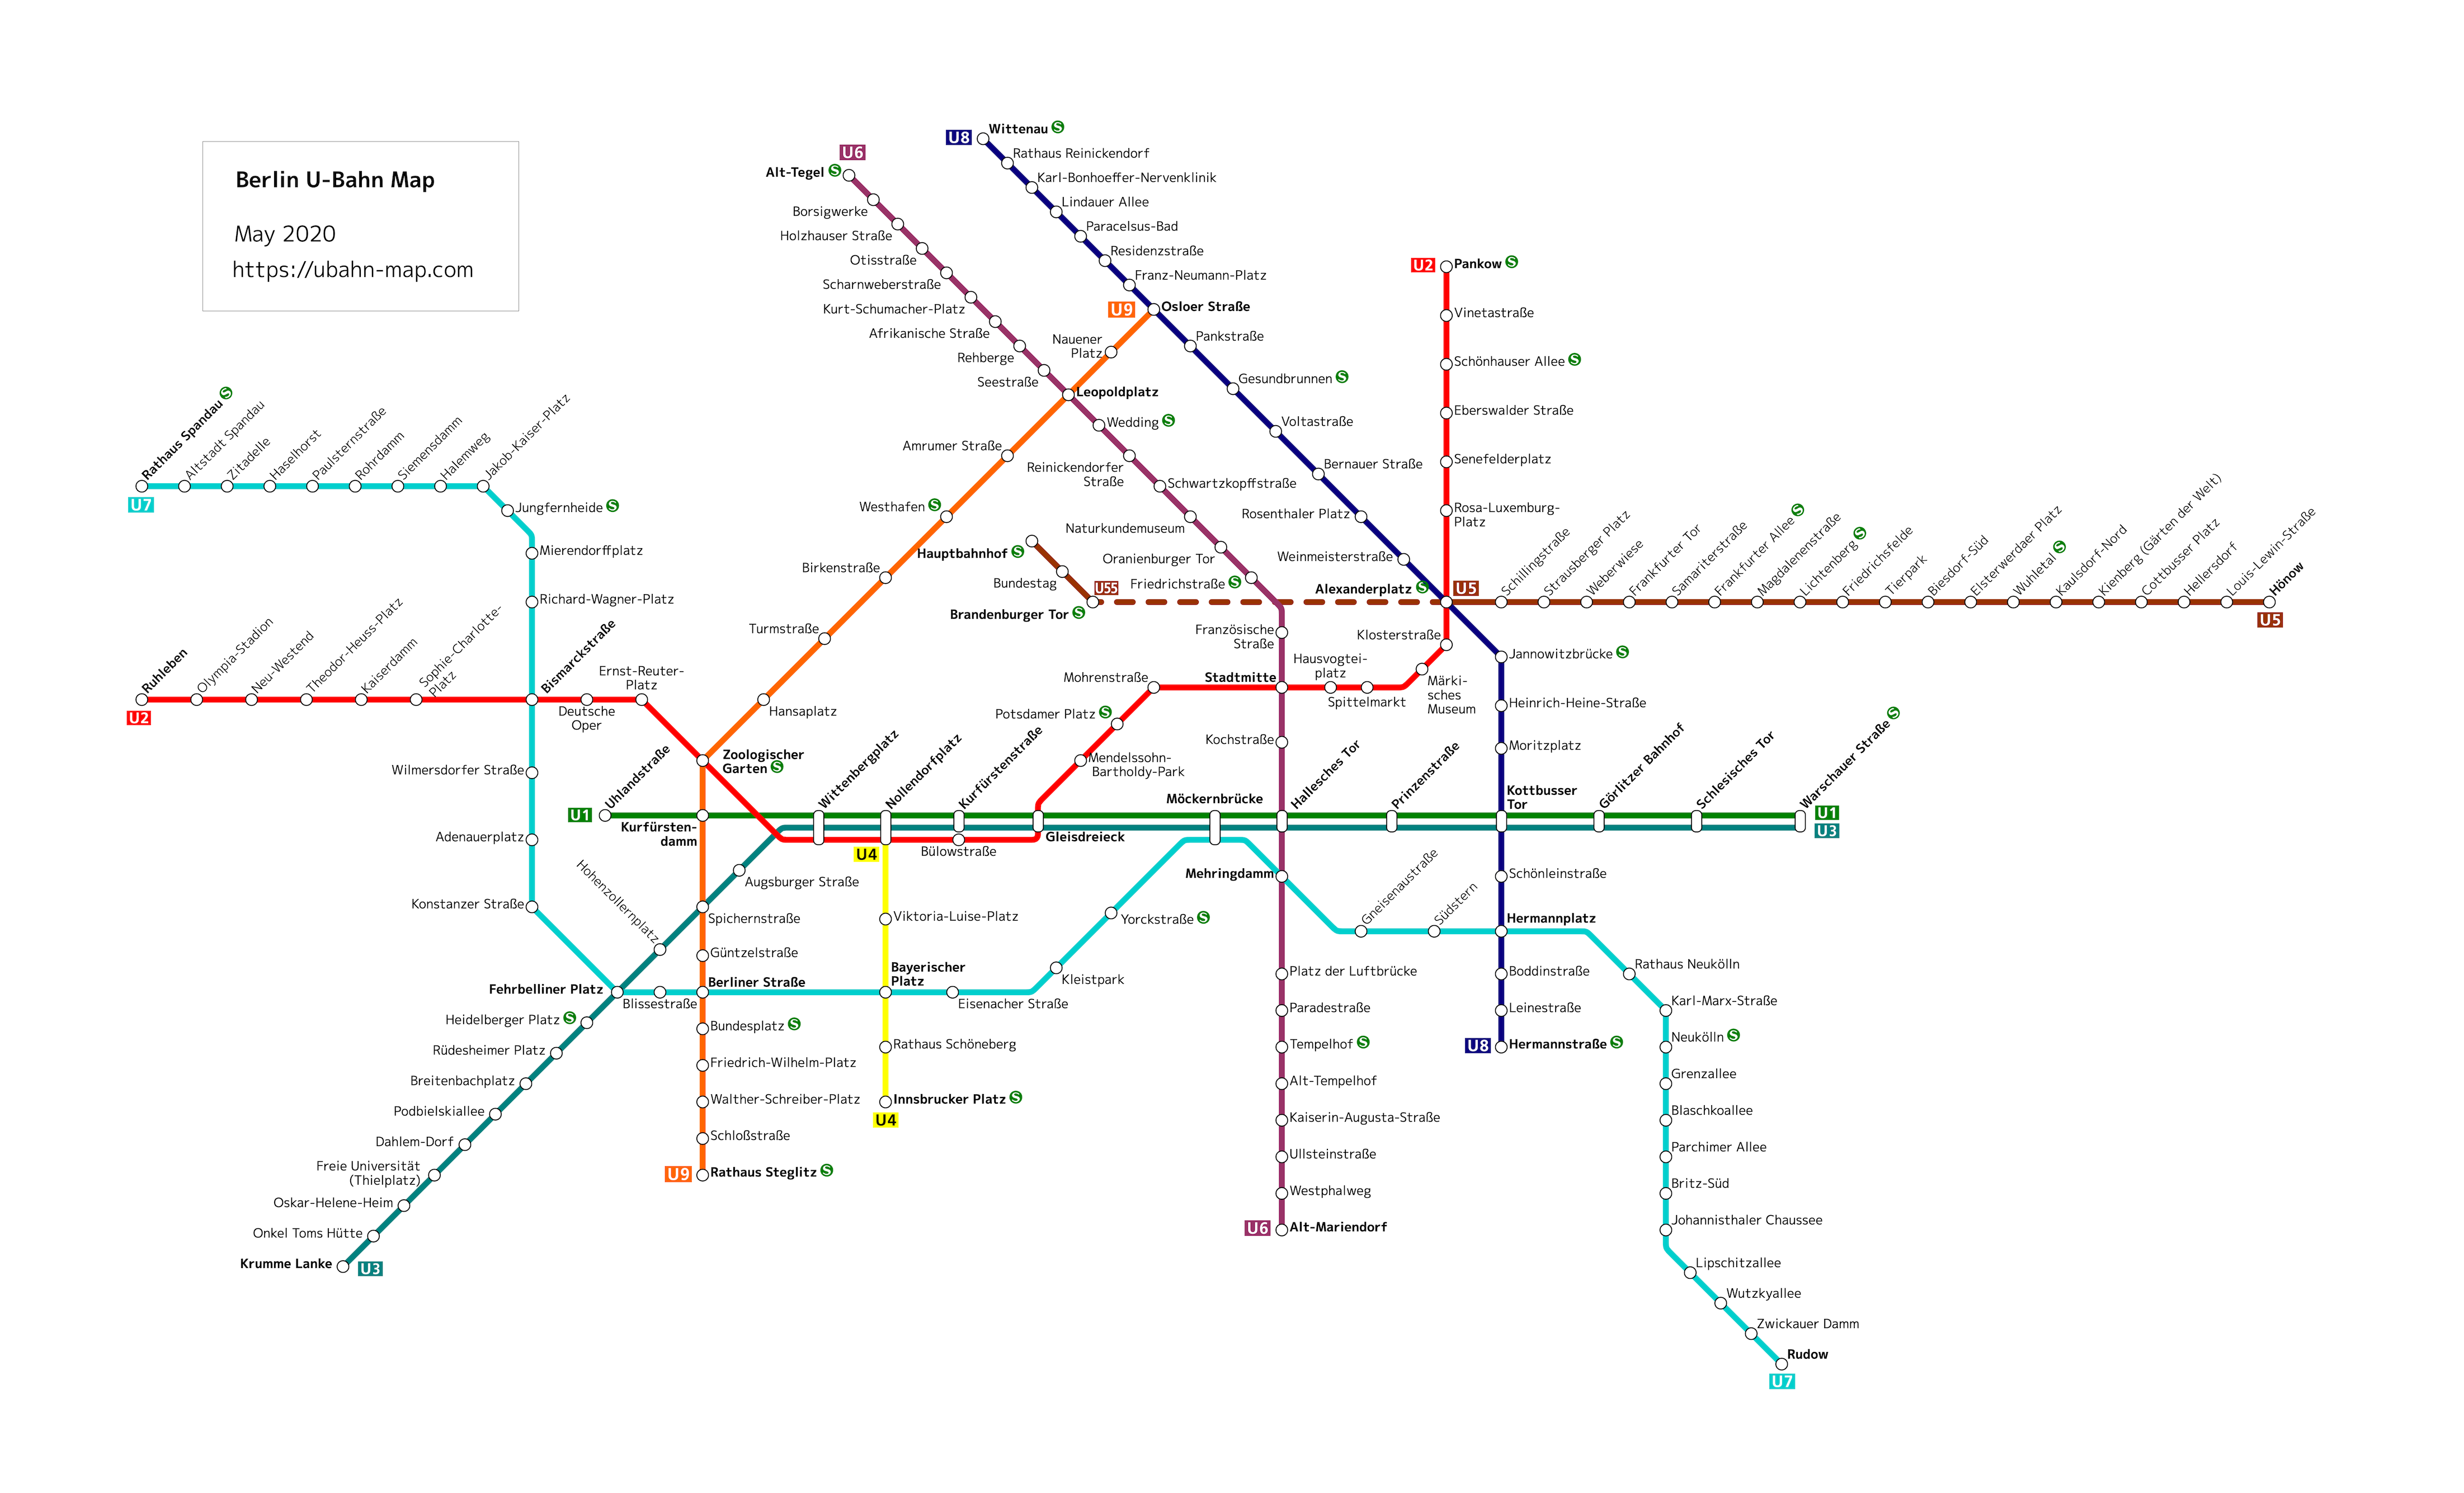 Berlin U-Bahn Map
May 2020
https://ubahn-map.com
U8
Wittenau S
Rathaus Reinickendorf
Karl-Bonhoeffer-Nervenklinik
Lindauer Allee
Paracelsus-Bad
Residenzstraße
Franz-Neumann-Platz
U9
Osloer Straße
Pankstraße
Gesundbrunnen S
Voltastraße
Bernauer Straße
Rosenthaler Platz
Weinmeisterstraße
Alexanderplatz S
U6
Alt-Tegel S
Borsigwerke
Holzhauser Straße
Otisstraße
Scharnweberstraße
Kurt-Schumacher-Platz
Afrikanische Straße
Rehberge
Seestraße
Nauener
Platz
Leopoldplatz
Wedding S
Reinickendorfer
Straße
Schwartzkopffstraße
Naturkundemuseum
Oranienburger Tor
Friedrichstraße S
Amrumer Straße
Westhafen S
Birkenstraße
Turmstraße
Hansaplatz
Hauptbahnhof S
Bundestag
U55
Brandenburger Tor S
U2
Pankow S
Vinetastraße
Schönhauser Allee S
Eberswalder Straße
Senefelderplatz
Rosa-Luxemburg-
Platz
U5
Schillingstraße
Strausberger Platz
Weberwiese
Frankfurter Tor
Samariterstraße
Frankfurter Allee S
Magdalenenstraße
Lichtenberg S
Friedrichsfelde
Tierpark
Biesdorf-Süd
Elsterwerdaer Platz
Wuhletal S
Kaulsdorf-Nord
Kienberg (Gärten der Welt)
Cottbusser Platz
Hellersdorf
Louis-Lewin-Straße
Hönow
U5
Rathaus Spandau S
Altstadt Spandau
Zitadelle
Haselhorst
Paulsternstraße
Rohrdamm
Siemensdamm
Halemweg
Jakob-Kaiser-Platz
U7
Jungfernheide S
Mierendorffplatz
Richard-Wagner-Platz
Ruhleben
Olympia-Stadion
Neu-Westend
Theodor-Heuss-Platz
Kaiserdamm
Sophie-Charlotte-
Platz
Bismarckstraße
U2
Deutsche
Oper
Ernst-Reuter-
Platz
Zoologischer
Garten S
Wilmersdorfer Straße
Adenauerplatz
Konstanzer Straße
Französische
Straße
Klosterstraße
Hausvogtei-
platz
Mohrenstraße
Stadtmitte
Spittelmarkt
Märki-
sches
Museum
Potsdamer Platz S
Mendelssohn-
Bartholdy-Park
Kochstraße
Jannowitzbrücke S
Heinrich-Heine-Straße
Moritzplatz
U1
Uhlandstraße
Kurfürsten-
damm
Wittenbergplatz
Nollendorfplatz
Kurfürstenstraße
Gleisdreieck
Möckernbrücke
Hallesches Tor
Prinzenstraße
Kottbusser
Tor
Görlitzer Bahnhof
Schlesisches Tor
Warschauer Straße S
U1
U3
U4
Bülowstraße
Augsburger Straße
Hohenzollernplatz
Spichernstraße
Güntzelstraße
Viktoria-Luise-Platz
Yorckstraße S
Mehringdamm
Gneisenaustraße
Südstern
Schönleinstraße
Hermannplatz
Fehrbelliner Platz
Blissestraße
Berliner Straße
Bayerischer
Platz
Eisenacher Straße
Kleistpark
Platz der Luftbrücke
Paradestraße
Tempelhof S
Alt-Tempelhof
Kaiserin-Augusta-Straße
Ullsteinstraße
Westphalweg
U6
Alt-Mariendorf
Boddinstraße
Leinestraße
U8
Hermannstraße S
Rathaus Neukölln
Karl-Marx-Straße
Neukölln S
Grenzallee
Blaschkoallee
Parchimer Allee
Britz-Süd
Johannisthaler Chaussee
Lipschitzallee
Wutzkyallee
Zwickauer Damm
Rudow
U7
Heidelberger Platz S
Rüdesheimer Platz
Breitenbachplatz
Podbielskiallee
Dahlem-Dorf
Freie Universität
(Thielplatz)
Oskar-Helene-Heim
Onkel Toms Hütte
Krumme Lanke
U3
Bundesplatz S
Friedrich-Wilhelm-Platz
Walther-Schreiber-Platz
Schloßstraße
U9
Rathaus Steglitz S
Rathaus Schöneberg
Innsbrucker Platz S
U4